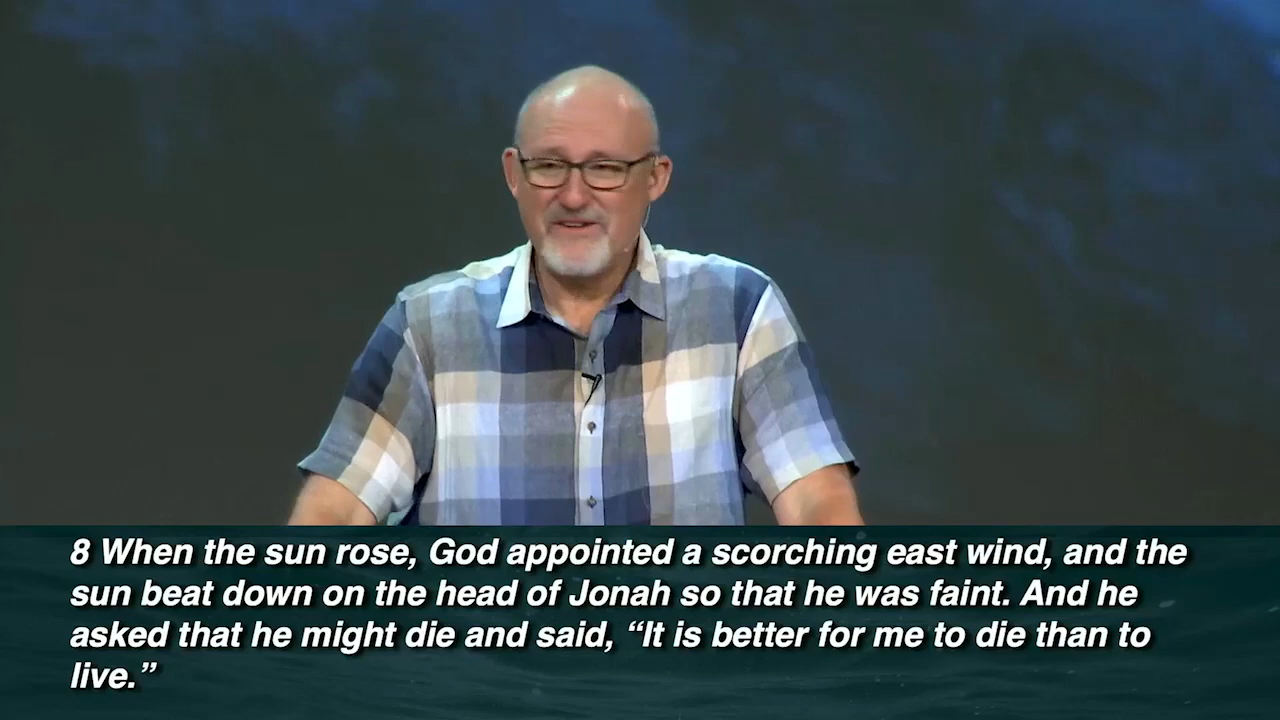 8 When the sun rose, God appointed a scorching east wind, and the
sun beat down on the head of Jonah so that he was faint. And he
asked that he might die and said, “It is better for me to die than to
live.”